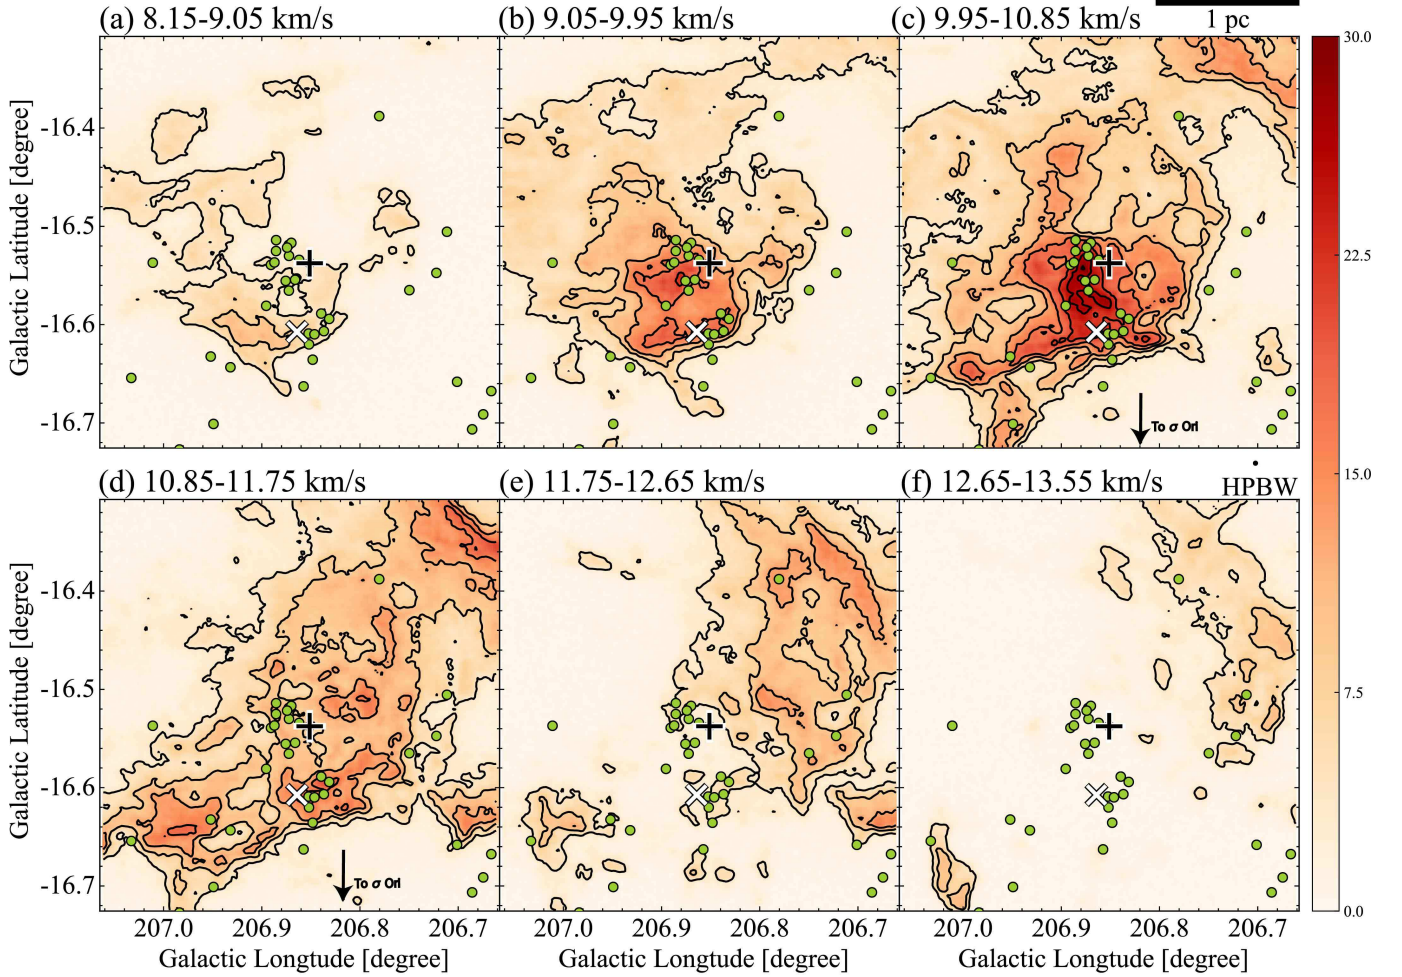 (a) 8.15-9.05 km/s
(b) 9.05-9.95 km/s
(c) 9.95-10.85 km/s
1 pc
30.0
22.5
15.0
7.5
0.0
Galactic Latitude [degree]
-16.4
-16.5
-16.6
-16.7
To σ Ori
(d) 10.85-11.75 km/s
(e) 11.75-12.65 km/s
(f) 12.65-13.55 km/s
HPBW
Galactic Latitude [degree]
-16.4
-16.5
-16.6
-16.7
To σ Ori
207.0 206.9 206.8 206.7
207.0 206.9 206.8 206.7
207.0 206.9 206.8 206.7
Galactic Longtude [degree]
Galactic Longtude [degree]
Galactic Longtude [degree]